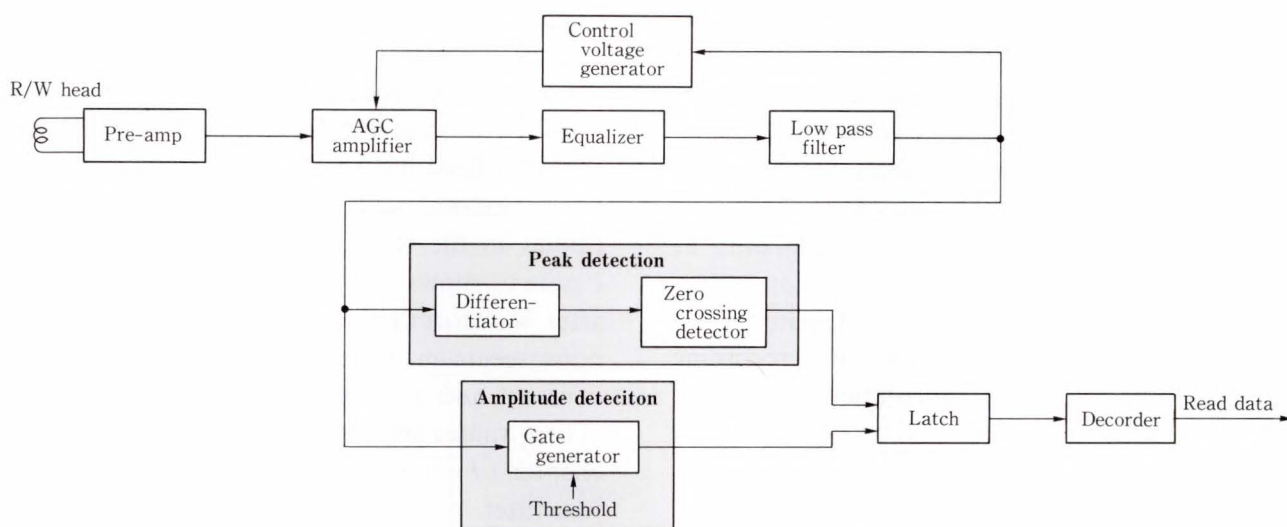 Control
voltage
generator
R/W head
Pre-amp
AGC
amplifier
Equalizer
Low pass
filter
Peak detection
Differen-
tiator
Zero
crossing
detector
Amplitude deteciton
Gate
generator
Threshold
Latch
Decorder
Read data